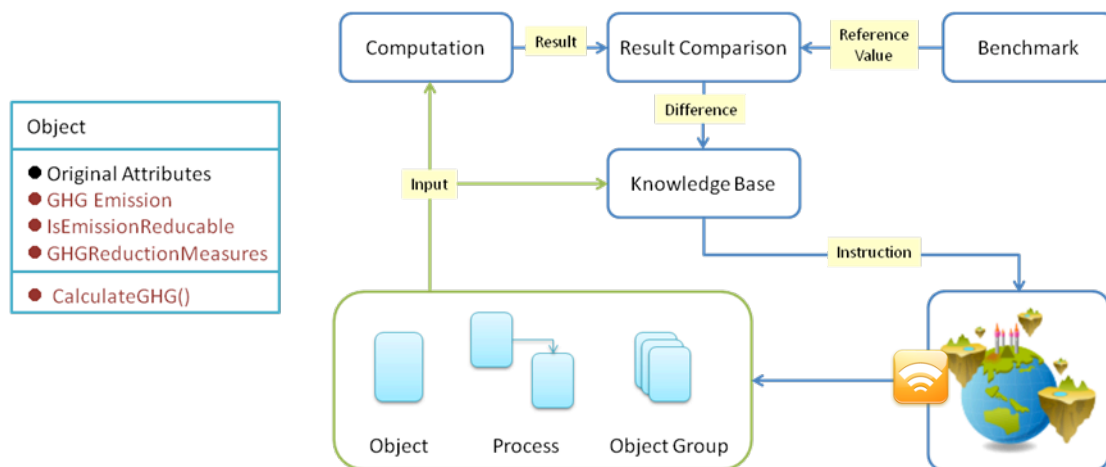 Computation
Result
Result Comparison
Reference
Value
Benchmark
Difference
Object
Original Attributes
GHG Emission
IsEmissionReducable
GHGReductionMeasures
CalculateGHG()
Input
Knowledge Base
Instruction
Object
Process
Object Group